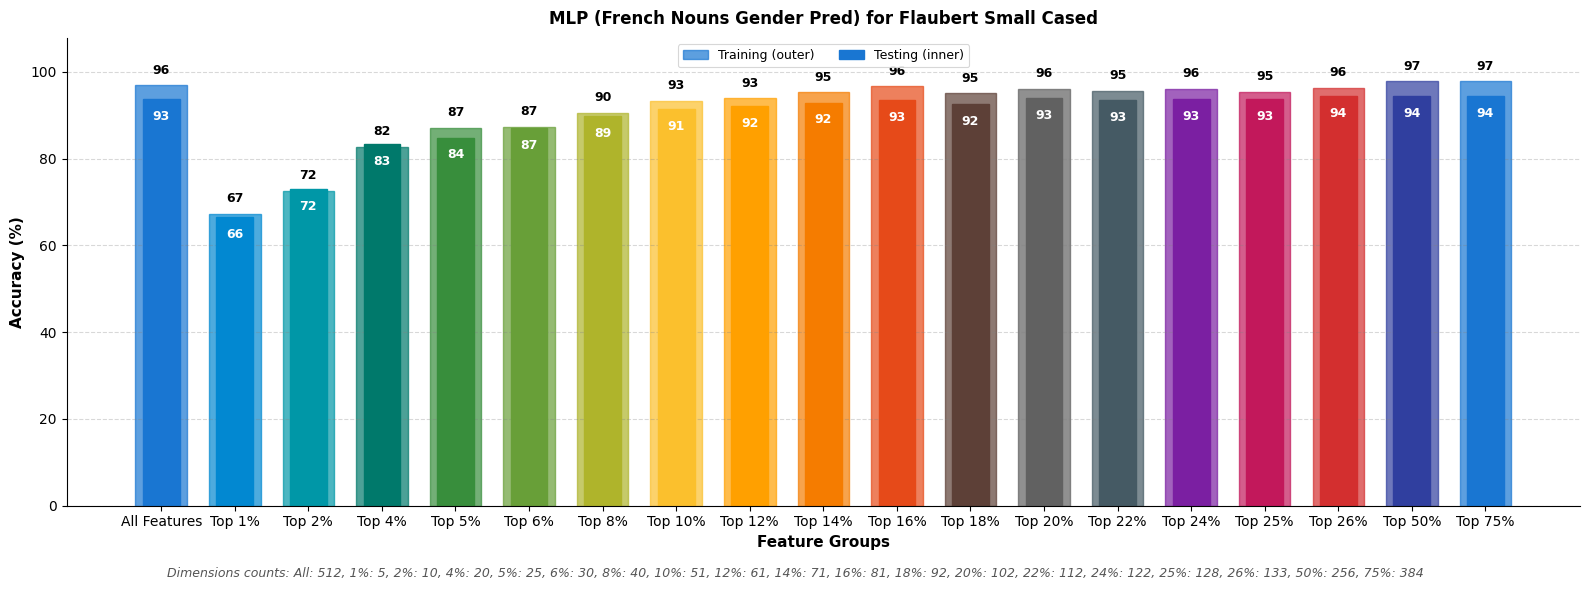 MLP (French Nouns Gender Pred) for Flaubert Small Cased
Training (outer) Testing (inner)
96 67 72 82 87 87 90 93 93 95 96 95 96 95 96 95 96 97 97
93 66 72 83 84 87 89 91 92 92 93 92 93 93 93 93 94 94 94
Accuracy (%)
100
80
60
40
20
0
All Features Top 1% Top 2% Top 4% Top 5% Top 6% Top 8% Top 10% Top 12% Top 14% Top 16% Top 18% Top 20% Top 22% Top 24% Top 25% Top 26% Top 50% Top 75%
Feature Groups
Dimensions counts: All: 512, 1%: 5, 2%: 10, 4%: 20, 5%: 25, 6%: 30, 8%: 40, 10%: 51, 12%: 61, 14%: 71, 16%: 81, 18%: 92, 20%: 102, 22%: 112, 24%: 122, 25%: 128, 26%: 133, 50%: 256, 75%: 384